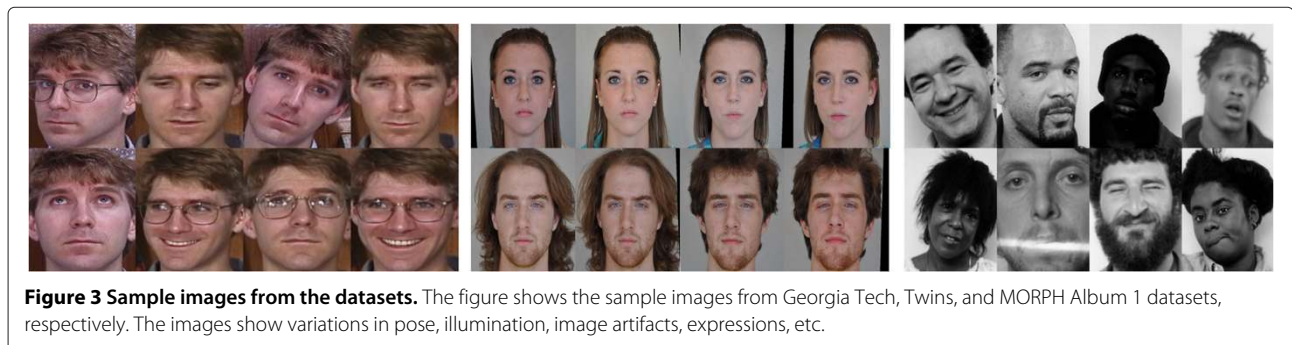 Figure 3 Sample images from the datasets. The figure shows the sample images from Georgia Tech, Twins, and MORPH Album 1 datasets,
respectively. The images show variations in pose, illumination, image artifacts, expressions, etc.